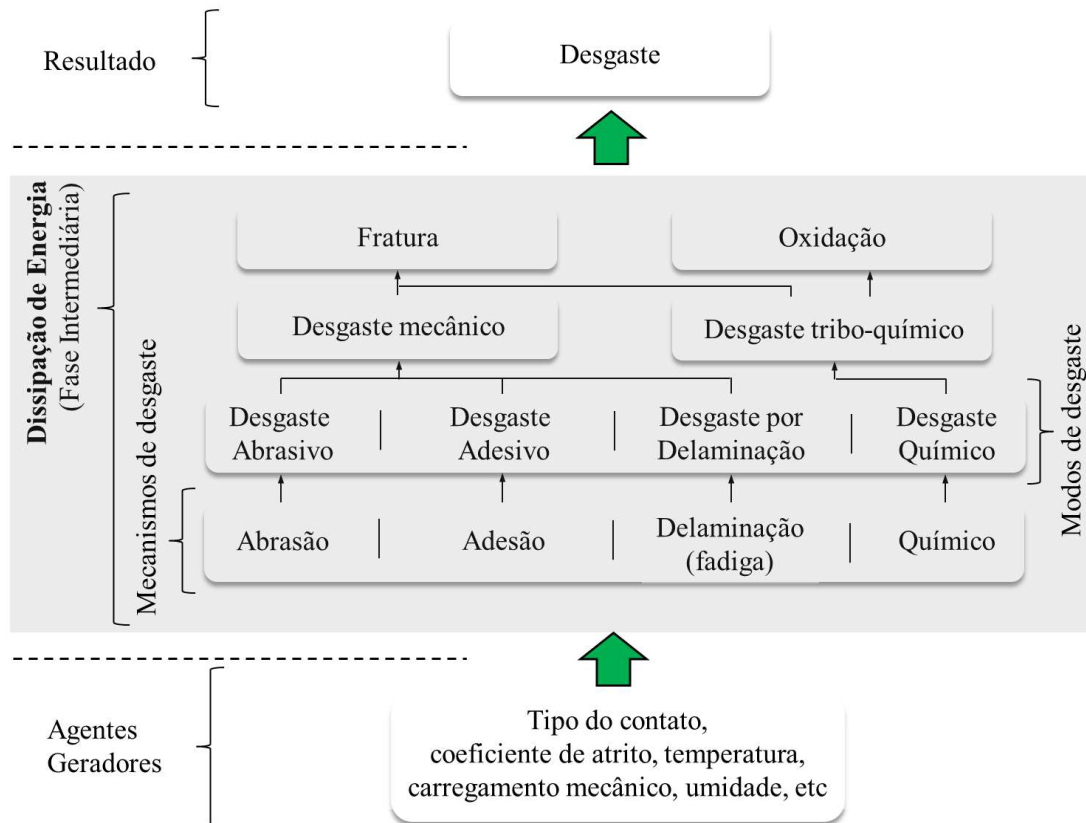 Resultado
Desgaste
Dissipação de Energia
(Fase Intermediária)
Mecanismos de desgaste
Fratura
Oxidação
Desgaste mecânico
Desgaste tribo-químico
Desgaste
Abrasivo
Desgaste
Adesivo
Desgaste por
Delaminação
Desgaste
Químico
Modos de desgaste
Abrasão
Adesão
Delaminação
(fadiga)
Químico
Agentes
Geradores
Tipo do contato,
coeficiente de atrito, temperatura,
carregamento mecânico, umidade, etc